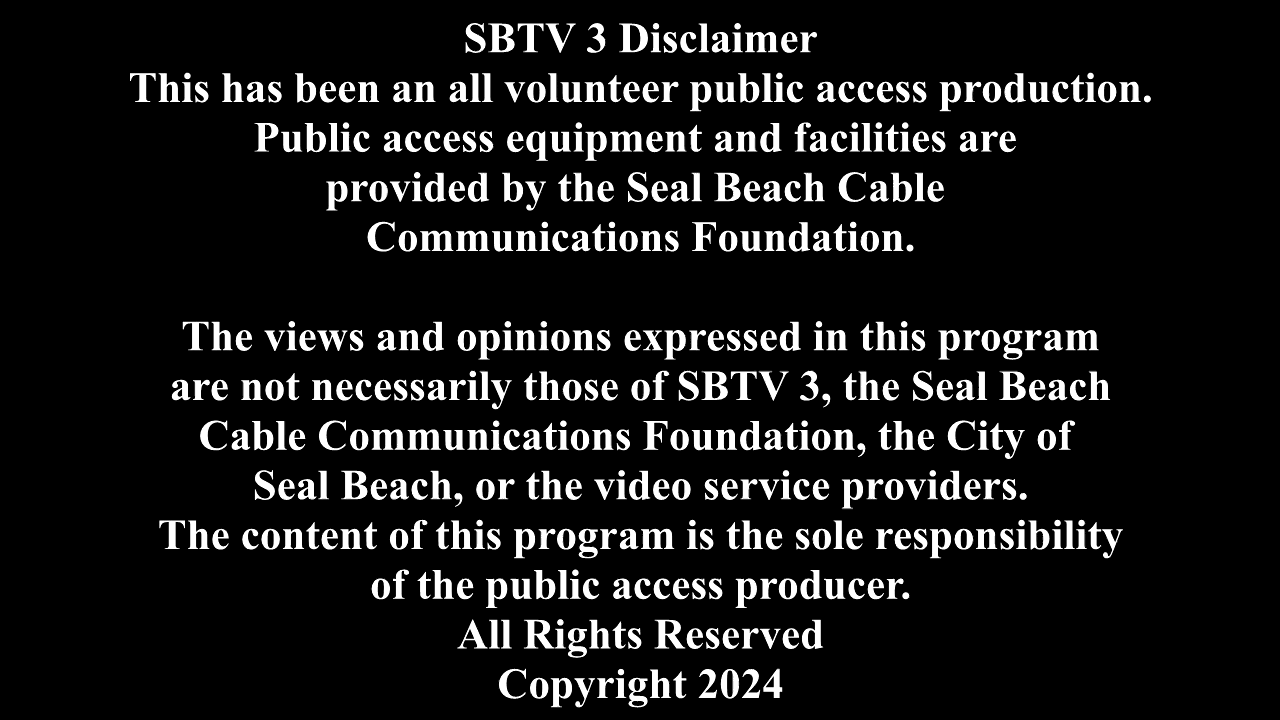 SBTV 3 Disclaimer
This has been an all volunteer public access production.
Public access equipment and facilities are
provided by the Seal Beach Cable
Communications Foundation.
The views and opinions expressed in this program
are not necessarily those of SBTV 3, the Seal Beach
Cable Communications Foundation, the City of
Seal Beach, or the video service providers.
The content of this program is the sole responsibility
of the public access producer.
All Rights Reserved
Copyright 2024